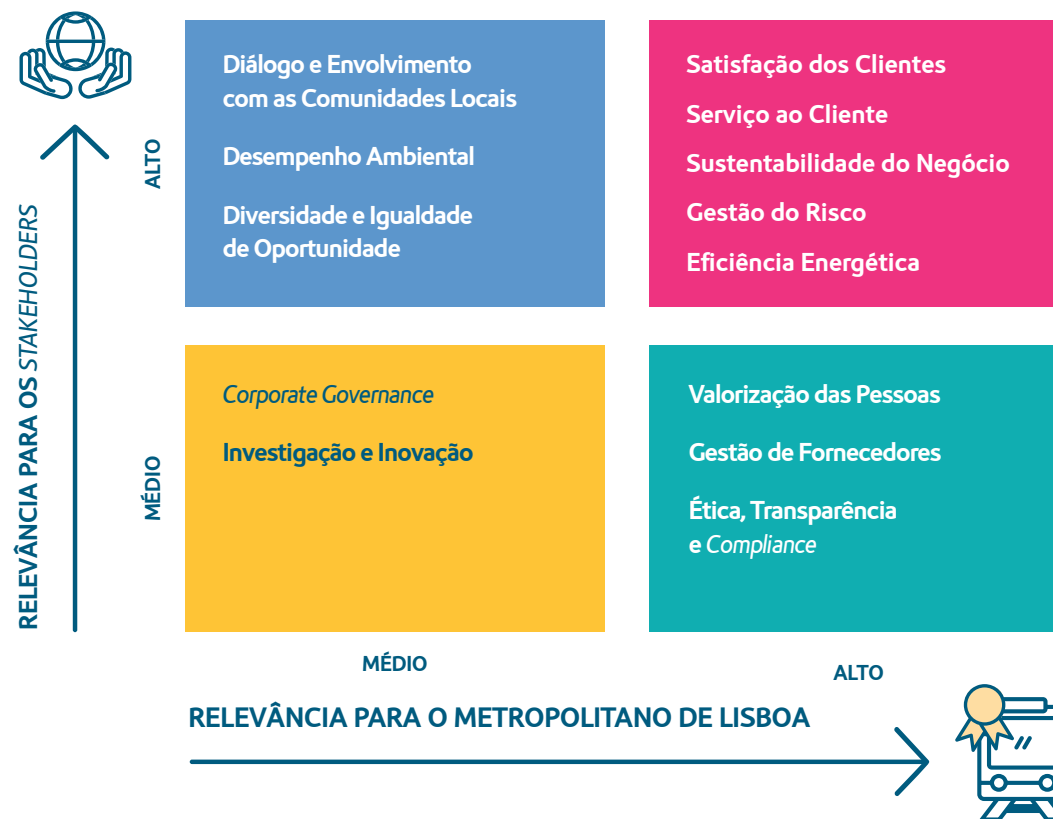 RELEVÂNCIA PARA OS STAKEHOLDERS
ALTO
Diálogo e Envolvimento
com as Comunidades Locais
Desempenho Ambiental
Diversidade e Igualdade
de Oportunidade
Satisfação dos Clientes
Serviço ao Cliente
Sustentabilidade do Negócio
Gestão do Risco
Eficiência Energética
MÉDIO
Corporate Governance
Investigação e Inovação
Valorização das Pessoas
Gestão de Fornecedores
Ética, Transparência
e Compliance
MÉDIO
ALTO
RELEVÂNCIA PARA O METROPOLITANO DE LISBOA